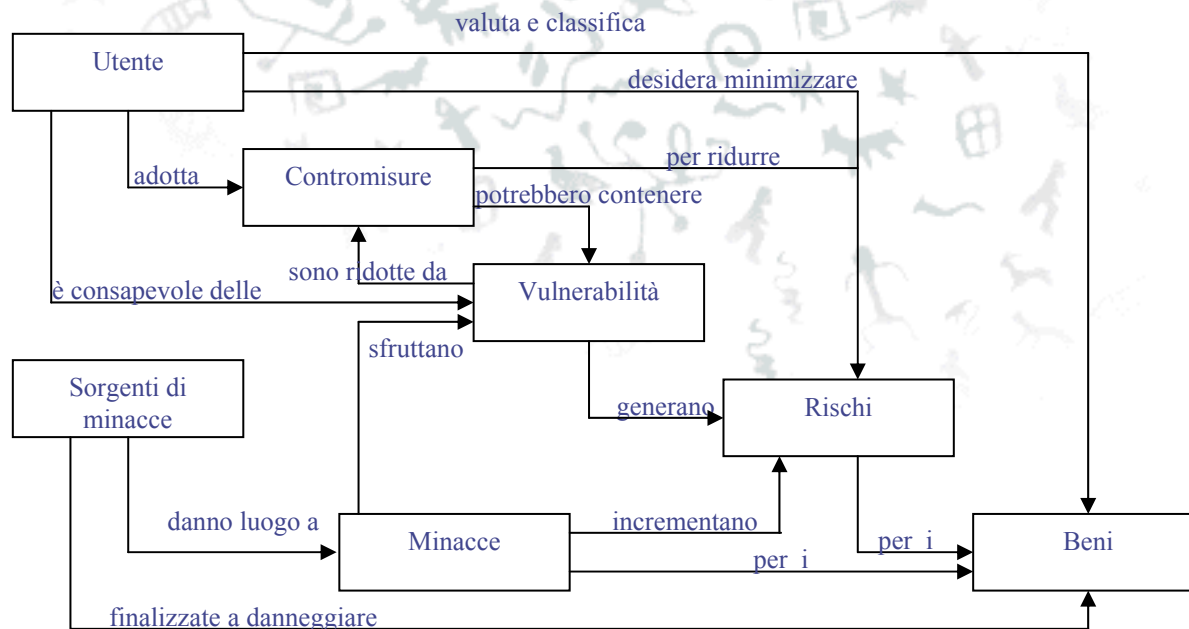 valuta e classifica
Utente
desidera minimizzare
adotta
Contromisure
per ridurre
potrebbero contenere
sono ridotte da
è consapevole delle
Vulnerabilità
sfruttano
Sorgenti di
minacce
generano
Rischi
danno luogo a
Minacce
incrementano
per i
per i
Beni
finalizzate a danneggiare